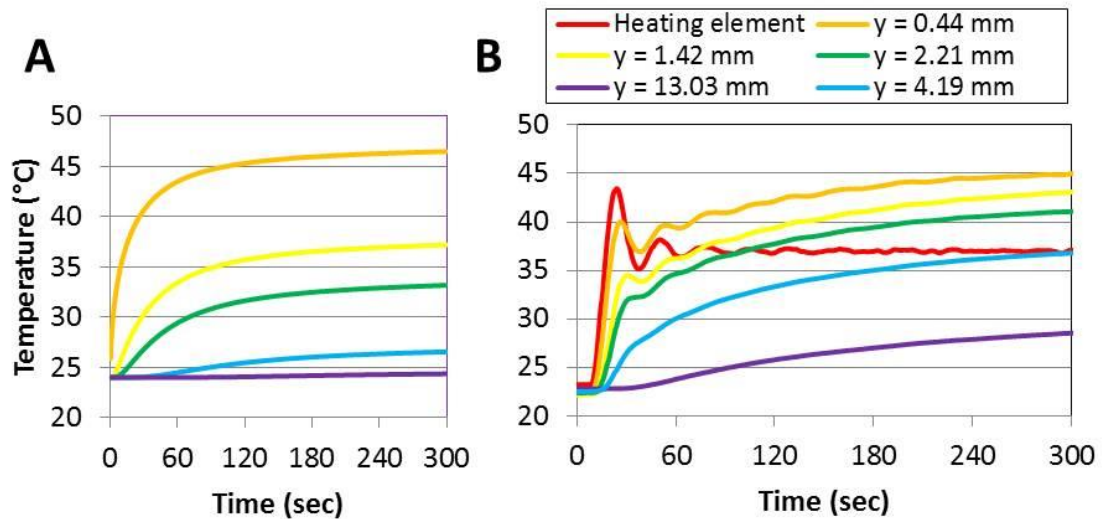 A
Temperature (°C)
50
45
40
35
30
25
20
0 60 120 180 240 300
Time (sec)
B
Heating element y = 0.44 mm
y = 1.42 mm y = 2.21 mm
y = 13.03 mm y = 4.19 mm
50
45
40
35
30
25
20
0 60 120 180 240 300
Time (sec)